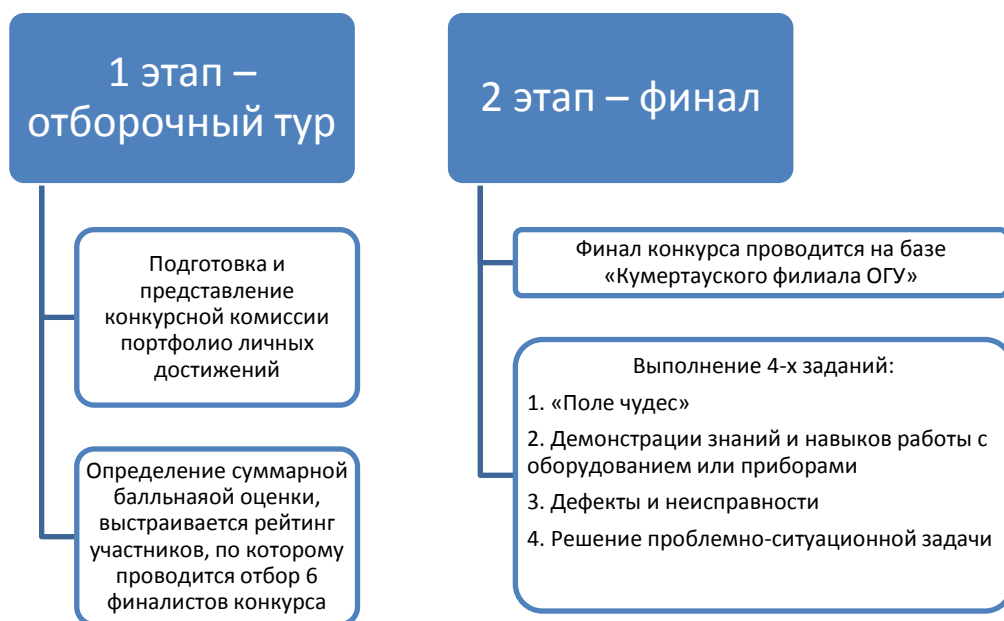 1 этап –
отборочный тур
Подготовка и
представление
конкурсной комиссии
портфолио личных
достижений
Определение суммарной
балльнаяой оценки,
выстраивается рейтинг
участников, по которому
проводится отбор 6
финалистов конкурса
2 этап – финал
Финал конкурса проводится на базе
«Кумертауского филиала ОГУ»
Выполнение 4-х заданий:
1. «Поле чудес»
2. Демонстрации знаний и навыков работы с
оборудованием или приборами
3. Дефекты и неисправности
4. Решение проблемно-ситуационной задачи